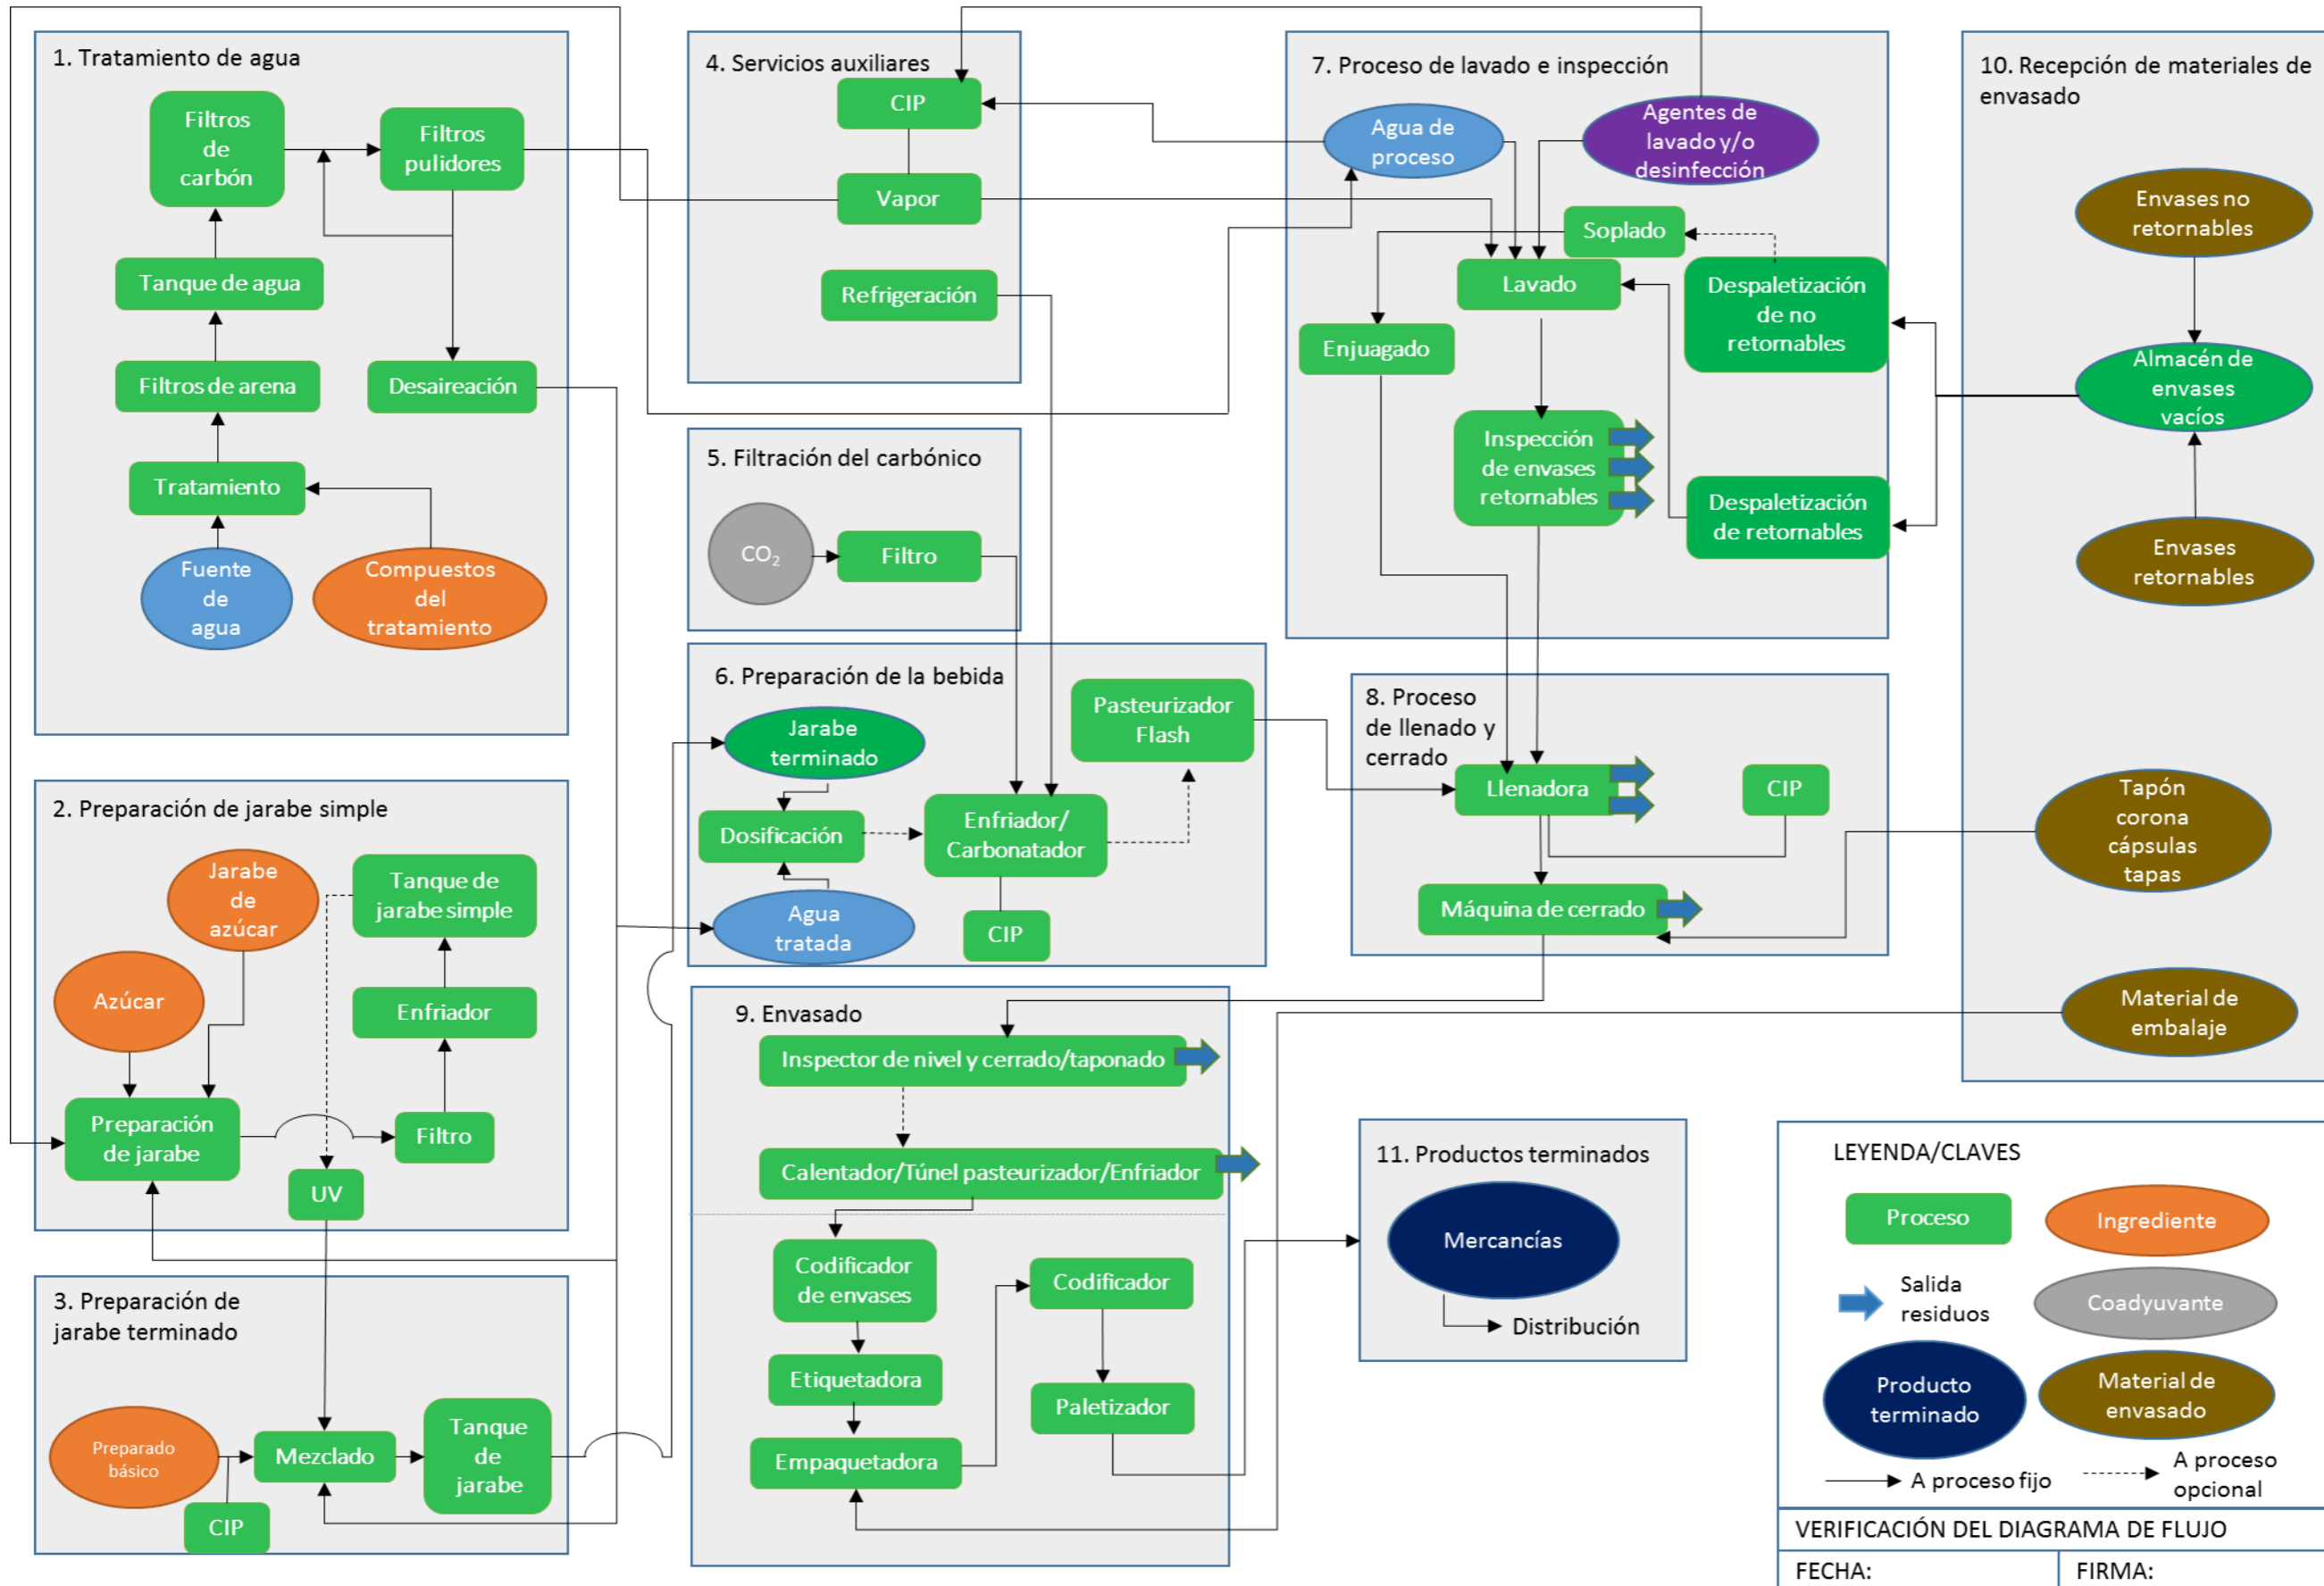 1. Tratamiento de agua
Filtros
de
carbón
Filtros
pulidores
Tanque de agua
Filtros de arena
Desaireación
Tratamiento
Fuente
de
agua
Compuestos
del
tratamiento
2. Preparación de jarabe simple
Jarabe
de
azúcar
Tanque de
jarabe simple
Azúcar
Enfriador
Preparación
de jarabe
Filtro
UV
3. Preparación de
jarabe terminado
Preparado
básico
Mezclado
Tanque
de
jarabe
CIP
4. Servicios auxiliares
CIP
Vapor
Refrigeración
5. Filtración del carbónico
CO₂
Filtro
6. Preparación de la bebida
Jarabe
terminado
Pasteurizador
Flash
Dosificación
Enfriador/
Carbonatador
Agua
tratada
CIP
7. Proceso de lavado e inspección
Agua de
proceso
Agentes de
lavado y/o
desinfección
Soplado
Lavado
Despaletización
de no
retornables
Enjuagado
Inspección
de envases
retornables
Despaletización
de retornables
8. Proceso
de llenado y
cerrado
Llenadora
CIP
Máquina de cerrado
9. Envasado
Inspector de nivel y cerrado/taponado
Calentador/Túnel pasteurizador/Enfriador
Codificador
de envases
Codificador
Etiquetadora
Paletizador
Empaquetadora
10. Recepción de materiales de
envasado
Envases no
retornables
Almacén de
envases
vacíos
Envases
retornables
Tapón
corona
cápsulas
tapas
Material de
embalaje
11. Productos terminados
Mercancías
Distribución
LEYENDA/CLAVES
Proceso
Ingrediente
Salida
residuos
Coadyuvante
Producto
terminado
Material de
envasado
A proceso fijo
A proceso
opcional
VERIFICACIÓN DEL DIAGRAMA DE FLUJO
FECHA:
FIRMA: